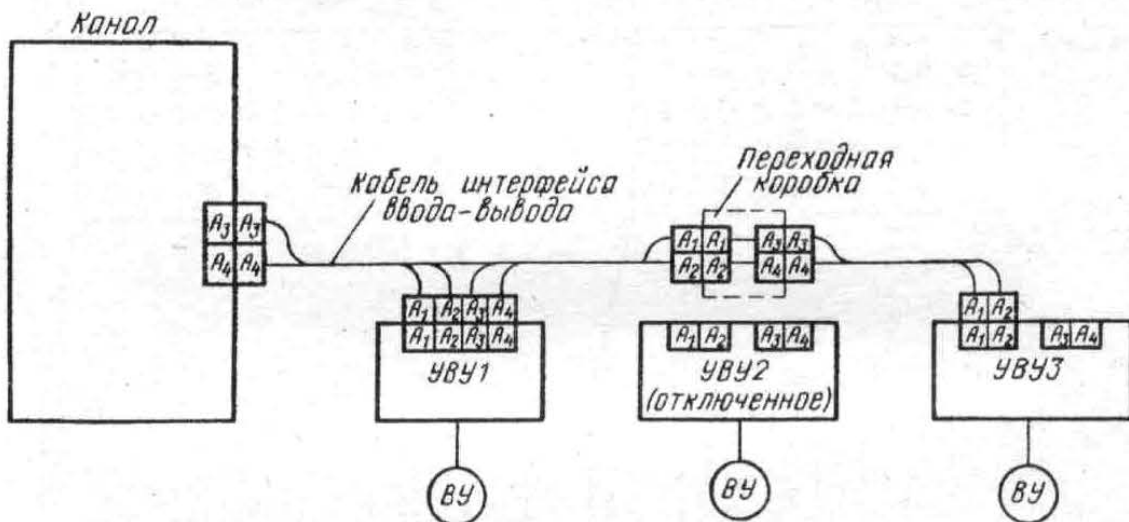 Канал
Переходная
коробка
Кабель интерфейса
ввода-вывода
A3 A3
A4 A4
A1 A1 A3 A3
A2 A2 A4 A4
A1 A2 A3 A4
A1 A2 A3 A4
УВУ1
A1 A2 A3 A4
УВУ2
(отключенное)
A1 A2
A1 A2 A3 A4
УВУ3
ВУ
ВУ
ВУ